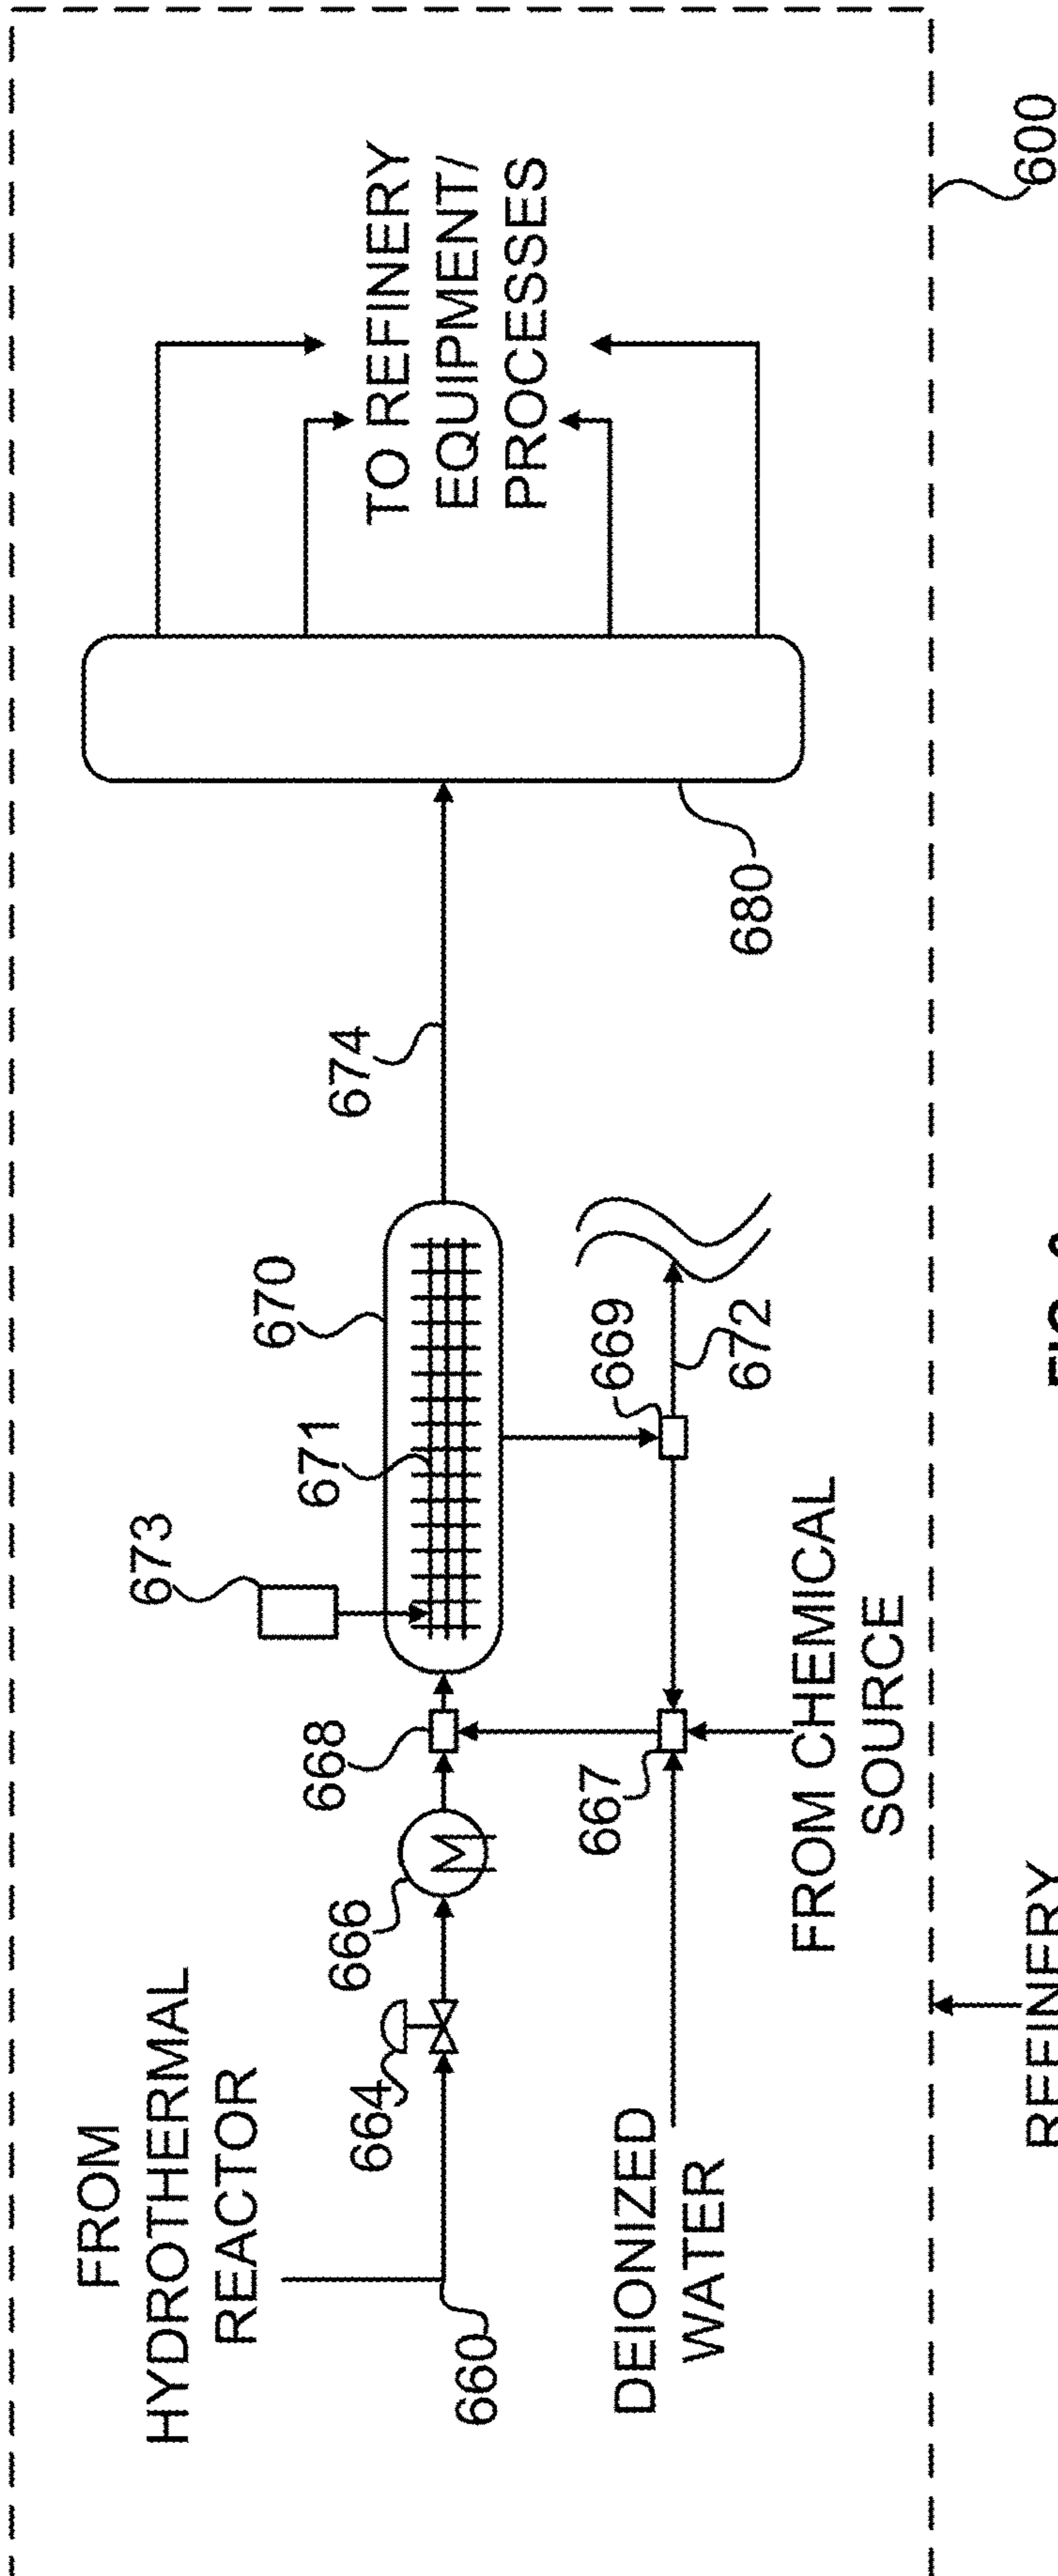 FROM
HYDROTHERMAL
REACTOR
660
664
666
668
673
671
670
674
TO REFINERY
EQUIPMENT/
PROCESSES
680
DEIONIZED
WATER
667
669
672
FROM CHEMICAL
SOURCE
REFINERY
600